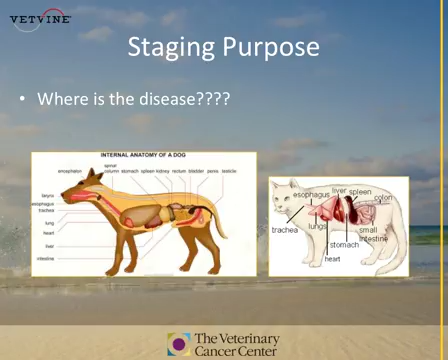 VETVINE
Staging Purpose
• Where is the disease????
INTERNAL ANATOMY OF A DOG
spinal
encephalon column stomach spleen kidney rectum bladder penis testicle
larynx
esophagus
trachea
lung
heart
liver
intestine
liver spleen
esophagus colon
trachea lungs small
intestine
stomach
heart
The Veterinary
Cancer Center